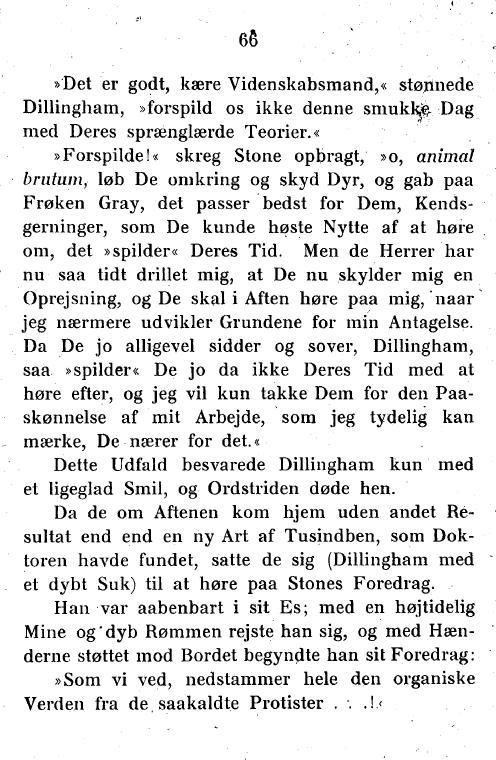 66
»Det er godt, kære Videnskabsmand,« stønnede
Dillingham, »forspild os ikke denne smukke Dag
med Deres sprænglærde Teorier.«
»Forspilde!« skreg Stone opbragt, »o, animal
brutum, løb De omkring og skyd Dyr, og gab paa
Frøken Gray, det passer bedst for Dem, Kends-
gerninger, som De kunde høste Nytte af at høre
om, det »spilder« Deres Tid. Men de Herrer har
nu saa tidt drillet mig, at De nu skylder mig en
Oprejsning, og De skal i Aften høre paa mig, naar
jeg nærmere udvikler Grundene for min Antagelse.
Da De jo alligevel sidder og sover, Dillingham,
saa »spilder« De jo da ikke Deres Tid med at
høre efter, og jeg vil kun takke Dem for den Paa-
skønnelse af mit Arbejde, som jeg tydelig kan
mærke, De nærer for det.«
Dette Udfald besvarede Dillingham kun med
et ligeglad Smil, og Ordstriden døde hen.
Da de om Aftenen kom hjem uden andet Re-
sultat end end en ny Art af Tusindben, som Dok-
toren havde fundet, satte de sig (Dillingham med
et dybt Suk) til at høre paa Stones Foredrag.
Han var aabenbart i sit Es; med en højtidelig
Mine og dyb Rømmen rejste han sig, og med Hæn-
derne støttet mod Bordet begyndte han sit Foredrag:
»Som vi ved, nedstammer hele den organiske
Verden fra de saakaldte Protister . . .!«